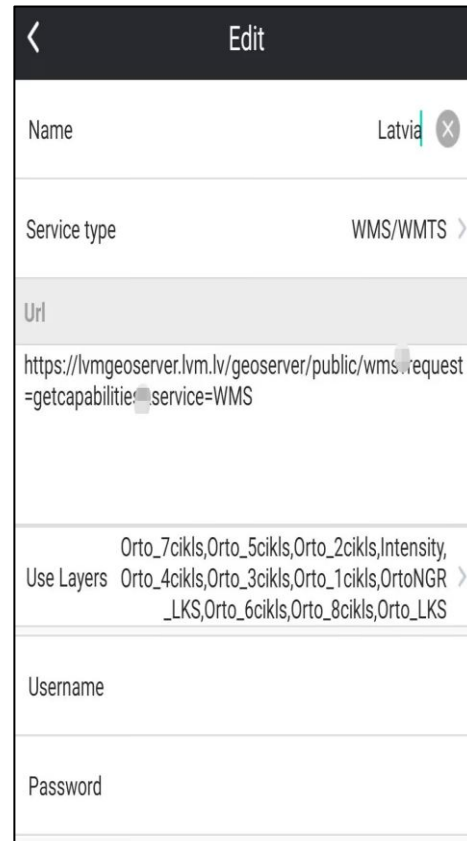 Edit
Name Latvia
Service type WMS/WMTS
Url
https://lvmgeoserver.lvm.lv/geoserver/public/wms request
=getcapabilities service=WMS
Orto_7cikls,Orto_5cikls,Orto_2cikls,Intensity,
Use Layers Orto_4cikls,Orto_3cikls,Orto_1cikls,OrtoNGR
_LKS,Orto_6cikls,Orto_8cikls,Orto_LKS
Username
Password